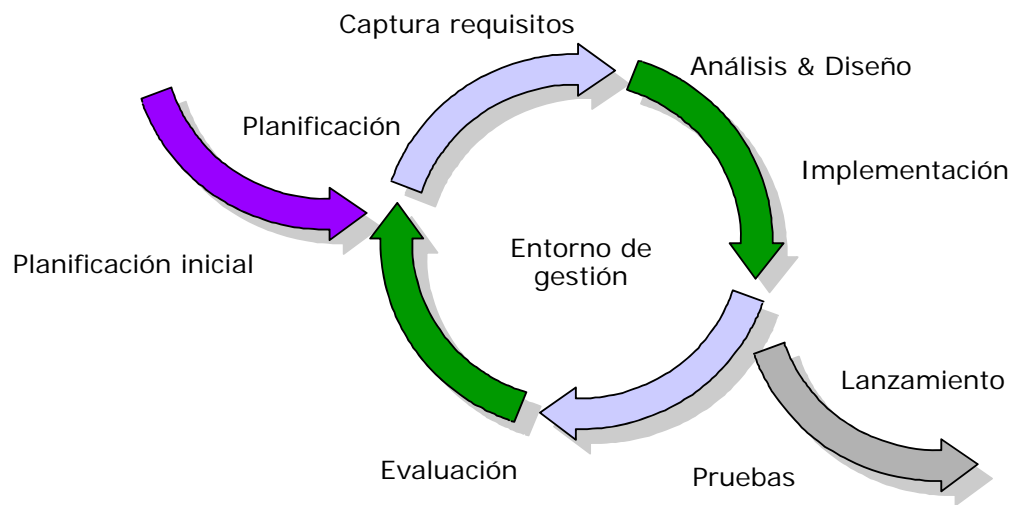 Captura requisitos
Análisis & Diseño
Planificación
Implementación
Entorno de
gestión
Planificación inicial
Lanzamiento
Evaluación
Pruebas